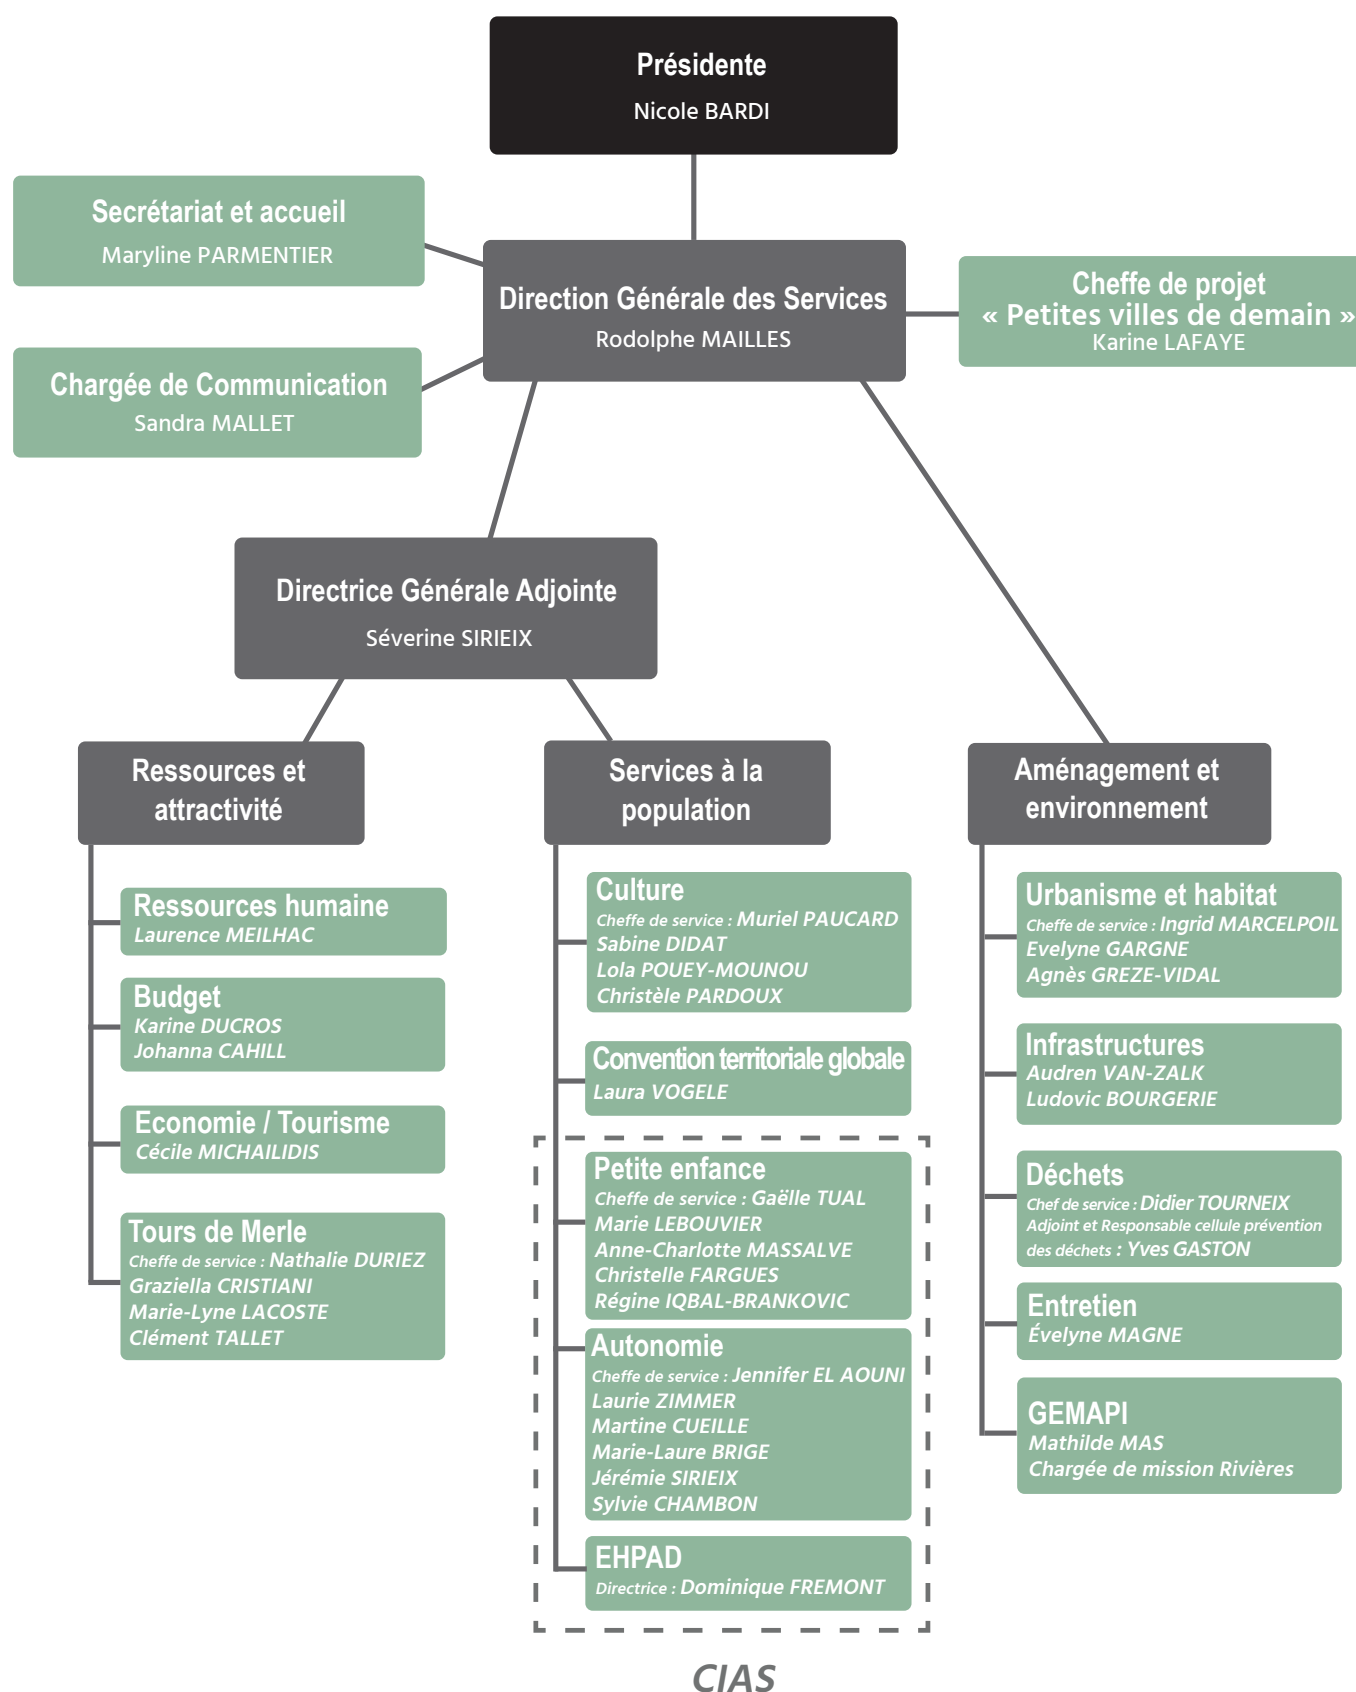 Présidente
Nicole BARDI
Secrétariat et accueil
Maryline PARMENTIER
Direction Générale des Services
Rodolphe MAILLES
Cheffe de projet
« Petites villes de demain »
Karine LAFAYE
Chargée de Communication
Sandra MALLET
Directrice Générale Adjointe
Séverine SIRIEIX
Ressources et
attractivité
Ressources humaine
Laurence MEILHAC
Budget
Karine DUCROS
Johanna CAHILL
Economie / Tourisme
Cécile MICHAILIDIS
Tours de Merle
Cheffe de service : Nathalie DURIEZ
Graziella CRISTIANI
Marie-Lyne LACOSTE
Clément TALLET
Services à la
population
Culture
Cheffe de service : Muriel PAUCARD
Sabine DIDAT
Lola POUEY-MOUNOU
Christèle PARDOUX
Convention territoriale globale
Laura VOGELE
Petite enfance
Cheffe de service : Gaëlle TUAL
Marie LEBOUVIER
Anne-Charlotte MASSALVE
Christelle FARGUES
Régine IQBAL-BRANKOVIC
Autonomie
Cheffe de service : Jennifer EL AOUNI
Laurie ZIMMER
Martine CUEILLE
Marie-Laure BRIGE
Jérémie SIRIEIX
Sylvie CHAMBON
EHPAD
Directrice : Dominique FREMONT
CIAS
Aménagement et
environnement
Urbanisme et habitat
Cheffe de service : Ingrid MARCELPOIL
Evelyne GARGNE
Agnès GREZE-VIDAL
Infrastructures
Audren VAN-ZALK
Ludovic BOURGERIE
Déchets
Chef de service : Didier TOURNEIX
Adjoint et Responsable cellule prévention
des déchets : Yves GASTON
Entretien
Évelyne MAGNE
GEMAPI
Mathilde MAS
Chargée de mission Rivières